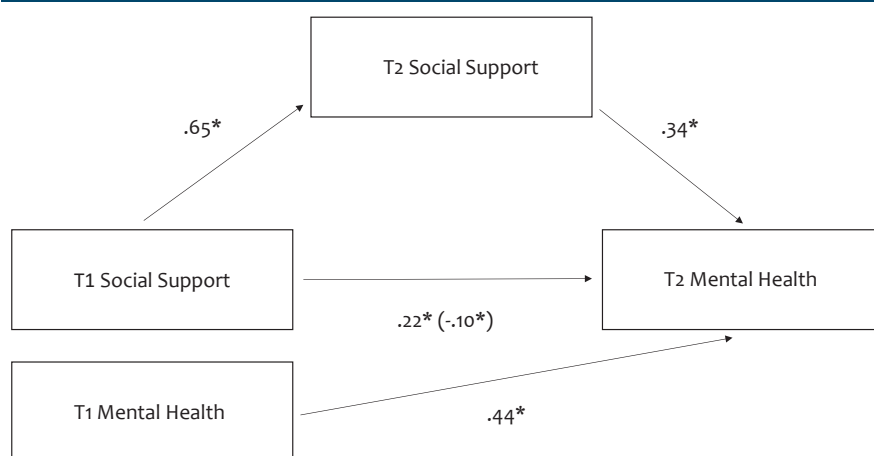 T2 Social Support
.65*
.34*
T1 Social Support
T2 Mental Health
.22* (-.10*)
T1 Mental Health
.44*